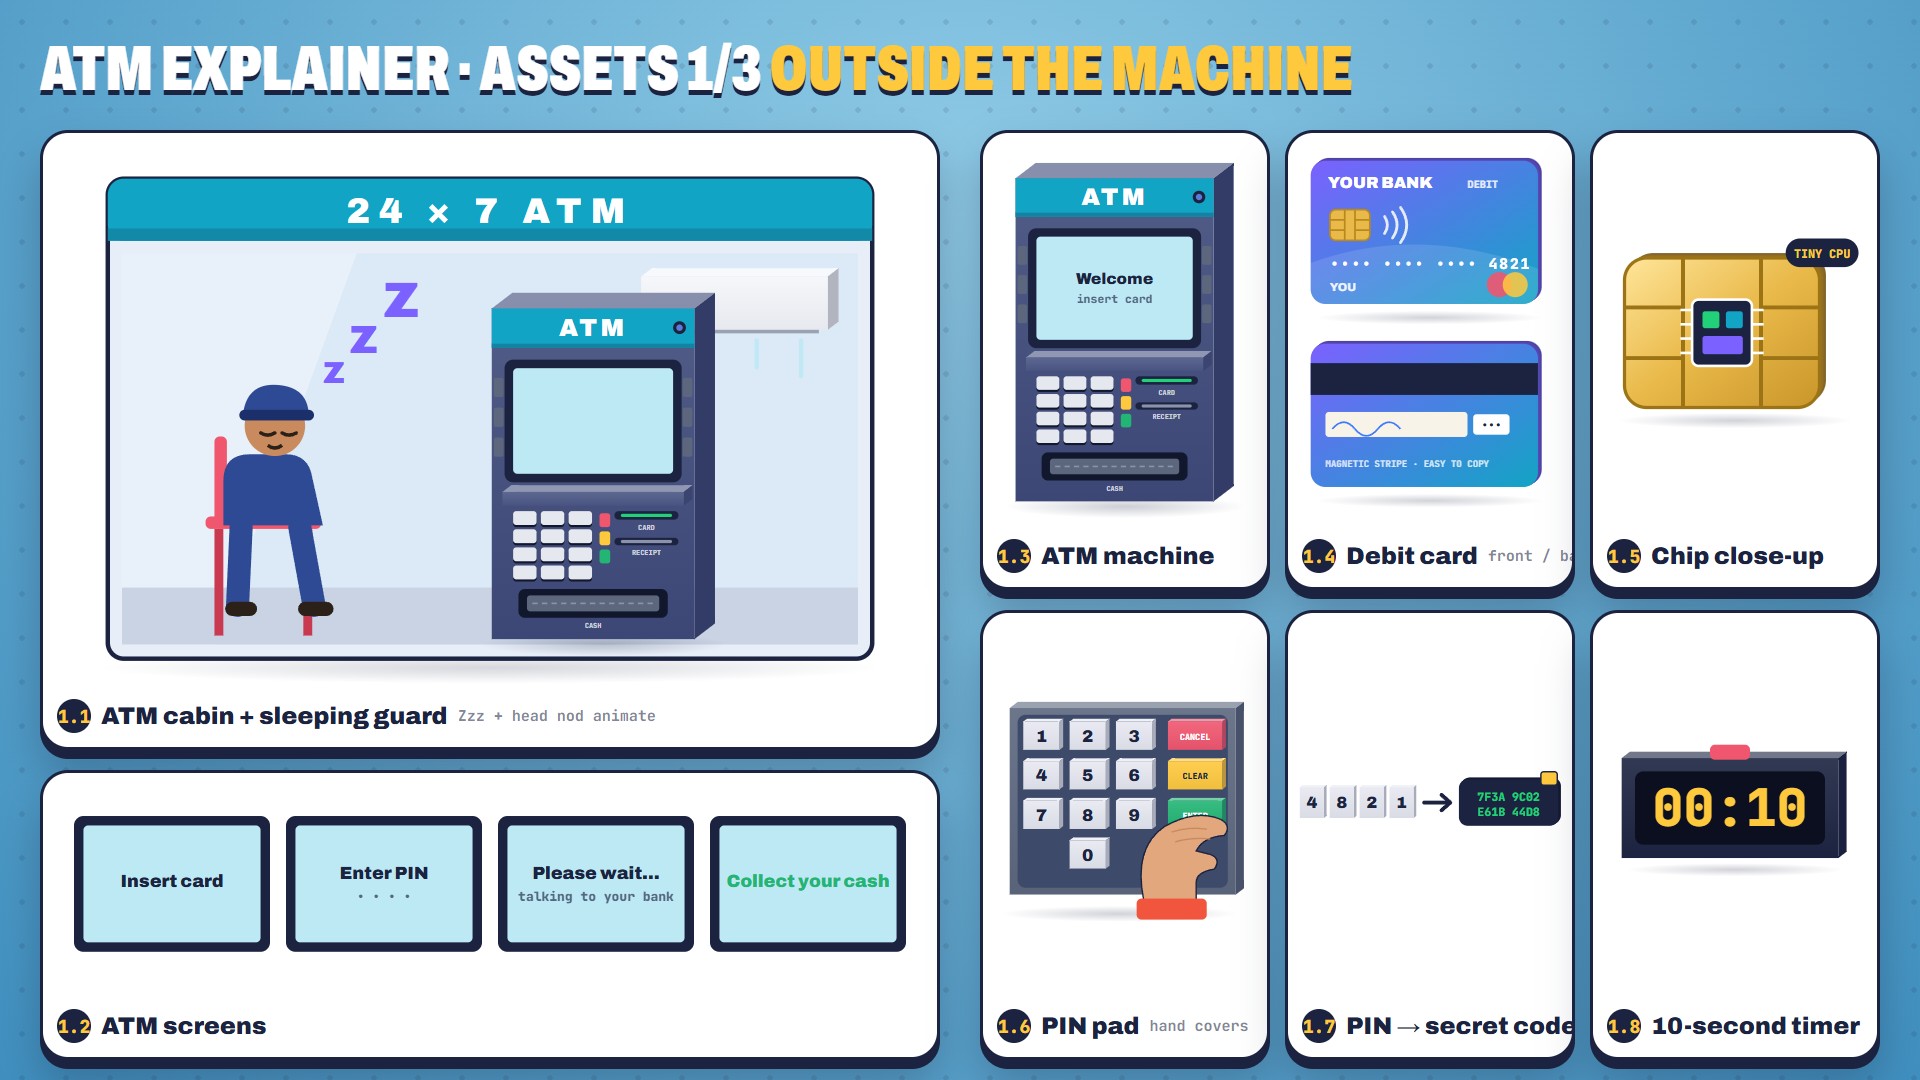 ATM EXPLAINER · ASSETS 1/3 OUTSIDE THE MACHINE
24 × 7 ATM
Z
Z
Z
ATM
CARD
RECEIPT
CASH
1.1 ATM cabin + sleeping guard Zzz + head nod animate
Insert card
Enter PIN
• • • •
Please wait...
talking to your bank
Collect your cash
1.2 ATM screens
ATM
Welcome
insert card
CARD
RECEIPT
CASH
1.3 ATM machine
YOUR BANK DEBIT
•••• •••• •••• 4821
YOU
•••
MAGNETIC STRIPE · EASY TO COPY
1.4 Debit card front / ba
TINY CPU
1.5 Chip close-up
1 2 3 CANCEL
4 5 6 CLEAR
7 8 9 ENTER
0
1.6 PIN pad hand covers
4 8 2 1 → 7F3A 9C02
E61B 44D8
1.7 PIN → secret code
00:10
1.8 10-second timer